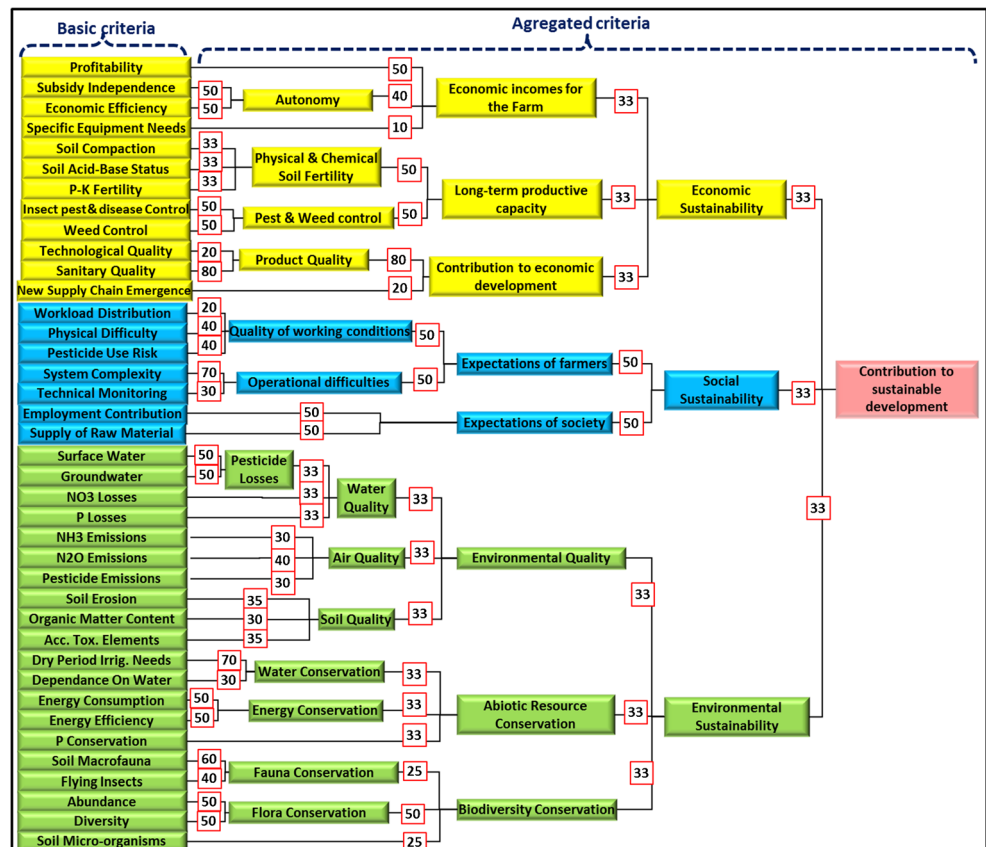 Basic criteria
Agregated criteria
Profitability
50
Subsidy Independence
50
Autonomy
40
Economic incomes for
the Farm
33
Economic Efficiency
50
Specific Equipment Needs
10
Soil Compaction
33
Soil Acid-Base Status
33
Physical & Chemical
Soil Fertility
50
P-K Fertility
33
Long-term productive
capacity
33
Economic
Sustainability
33
Insect pest& disease Control
50
Pest & Weed control
50
Weed Control
50
Technological Quality
20
Product Quality
80
Sanitary Quality
80
Contribution to economic
development
33
New Supply Chain Emergence
20
Workload Distribution
20
Physical Difficulty
40
Quality of working conditions
50
Pesticide Use Risk
40
Expectations of farmers
50
System Complexity
70
Operational difficulties
50
Technical Monitoring
30
Social
Sustainability
33
Contribution to
sustainable
development
Employment Contribution
50
Expectations of society
50
Supply of Raw Material
50
Surface Water
50
Pesticide
Losses
33
Groundwater
50
NO3 Losses
33
Water
Quality
33
P Losses
33
33
NH3 Emissions
30
N2O Emissions
40
Air Quality
33
Environmental Quality
33
Pesticide Emissions
30
Soil Erosion
35
Organic Matter Content
30
Soil Quality
33
Acc. Tox. Elements
35
Dry Period Irrig. Needs
70
Water Conservation
33
Dependance On Water
30
Energy Consumption
50
Energy Conservation
33
Abiotic Resource
Conservation
33
Environmental
Sustainability
Energy Efficiency
50
P Conservation
33
Soil Macrofauna
60
Fauna Conservation
25
33
Flying Insects
40
Abundance
50
Flora Conservation
50
Biodiversity Conservation
Diversity
50
Soil Micro-organisms
25